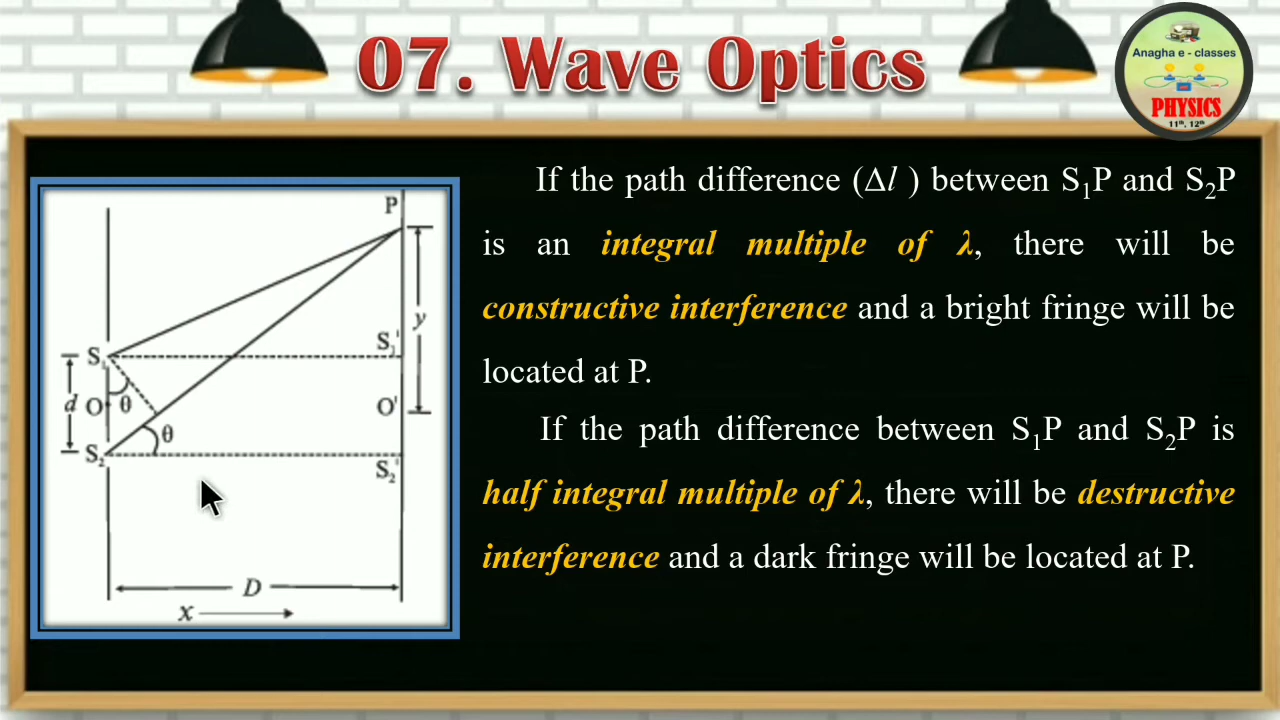 07. Wave Optics
Anagha e - classes
PHYSICS
11th, 12th
If the path difference (Δl ) between S₁P and S₂P
is an integral multiple of λ, there will be
constructive interference and a bright fringe will be
located at P.
If the path difference between S₁P and S₂P is
half integral multiple of λ, there will be destructive
interference and a dark fringe will be located at P.
P
y
S₁
S₁'
d
O
θ
O'
θ
S₂
S₂'
D
x